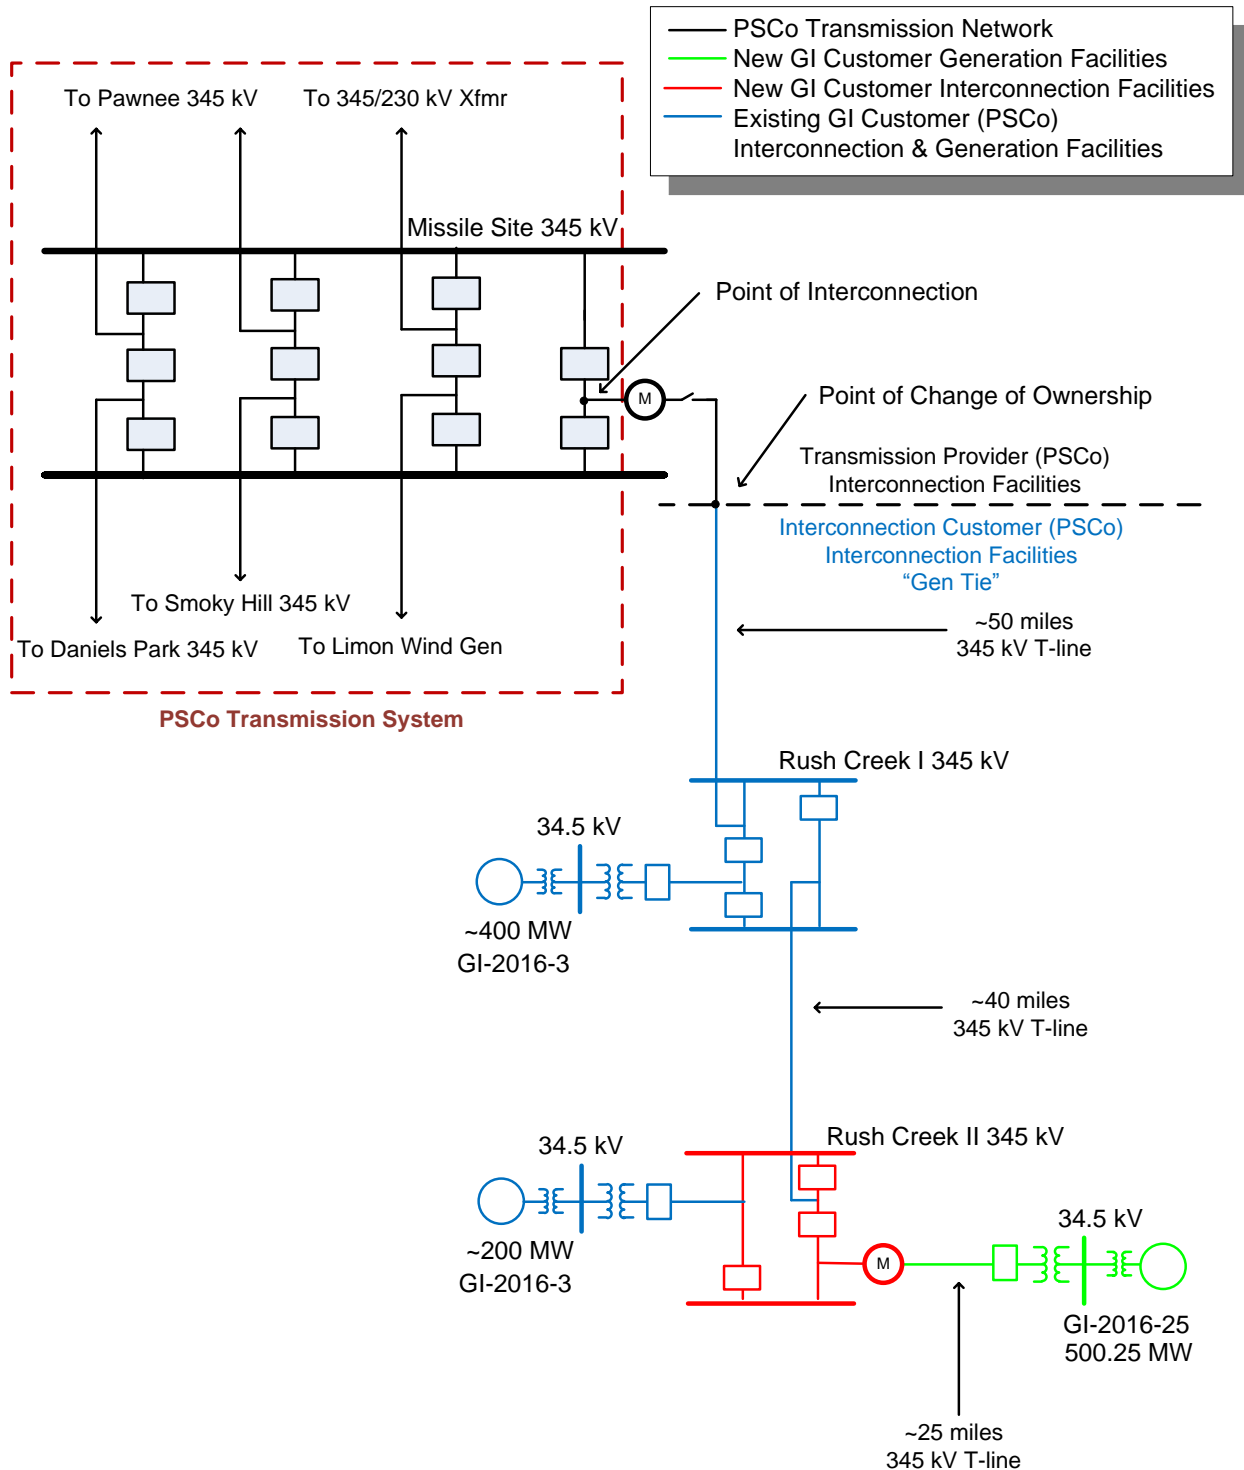 PSCo Transmission Network
New GI Customer Generation Facilities
New GI Customer Interconnection Facilities
Existing GI Customer (PSCo)
Interconnection & Generation Facilities
To Pawnee 345 kV
To 345/230 kV Xfmr
Missile Site 345 kV
Point of Interconnection
M
Point of Change of Ownership
Transmission Provider (PSCo)
Interconnection Facilities
Interconnection Customer (PSCo)
Interconnection Facilities
“Gen Tie”
To Smoky Hill 345 kV
To Daniels Park 345 kV
To Limon Wind Gen
~50 miles
345 kV T-line
PSCo Transmission System
Rush Creek I 345 kV
34.5 kV
~400 MW
GI-2016-3
~40 miles
345 kV T-line
Rush Creek II 345 kV
34.5 kV
~200 MW
GI-2016-3
M
34.5 kV
GI-2016-25
500.25 MW
~25 miles
345 kV T-line